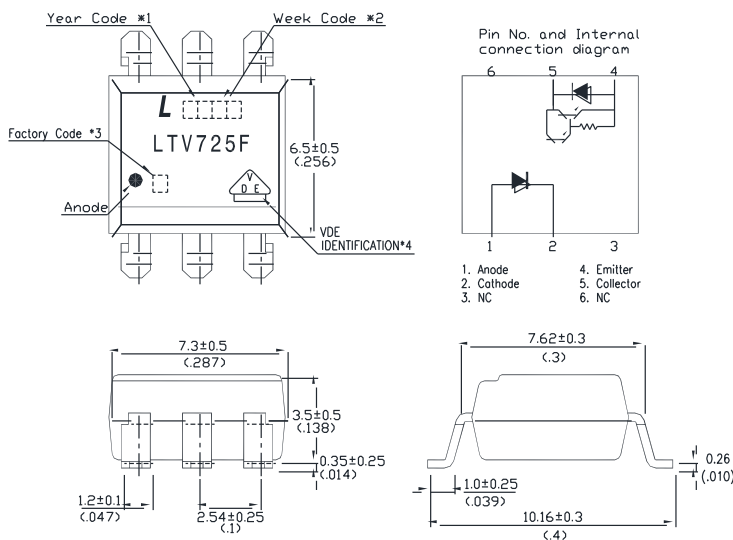 Year Code *1
Week Code *2
L
LTV725F
Factory Code *3
V
D E
Anode
6.5±0.5
(.256)
VDE
IDENTIFICATION*4
Pin No. and Internal
connection diagram
6 5 4
1 2 3
1. Anode 4. Emitter
2. Cathode 5. Collector
3. NC 6. NC
7.3±0.5
(.287)
3.5±0.5
(.138)
0.35±0.25
(.014)
1.2±0.1
(.047)
2.54±0.25
(.1)
7.62±0.3
(.3)
0.26
(.010)
1.0±0.25
(.039)
10.16±0.3
(.4)